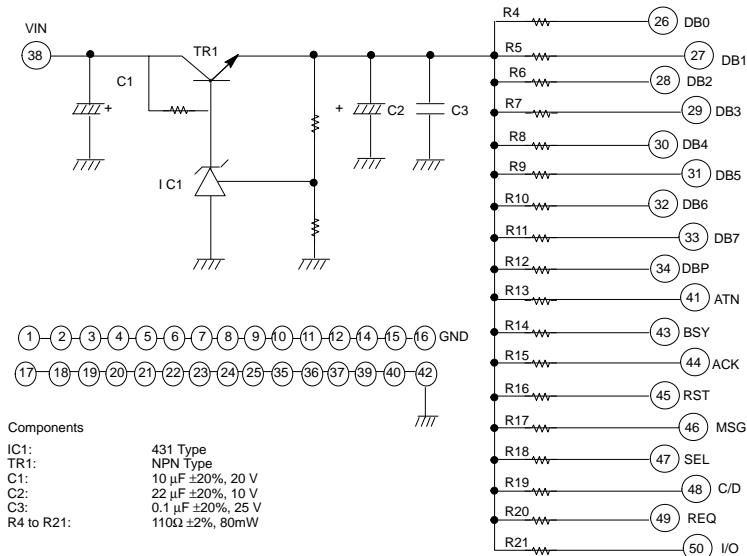 VIN
38
TR1
C1
+
+
C2
C3
I C1
R4 26 DB0
R5 27 DB1
R6 28 DB2
R7 29 DB3
R8 30 DB4
R9 31 DB5
R10 32 DB6
R11 33 DB7
R12 34 DBP
R13 41 ATN
R14 43 BSY
R15 44 ACK
R16 45 RST
R17 46 MSG
R18 47 SEL
R19 48 C/D
R20 49 REQ
R21 50 I/O
1 2 3 4 5 6 7 8 9 10 11 12 14 15 16 GND
17 18 19 20 21 22 23 24 25 35 36 37 39 40 42
Components
IC1: 431 Type
TR1: NPN Type
C1: 10 µF ±20%, 20 V
C2: 22 µF ±20%, 10 V
C3: 0.1 µF ±20%, 25 V
R4 to R21: 110Ω ±2%, 80mW